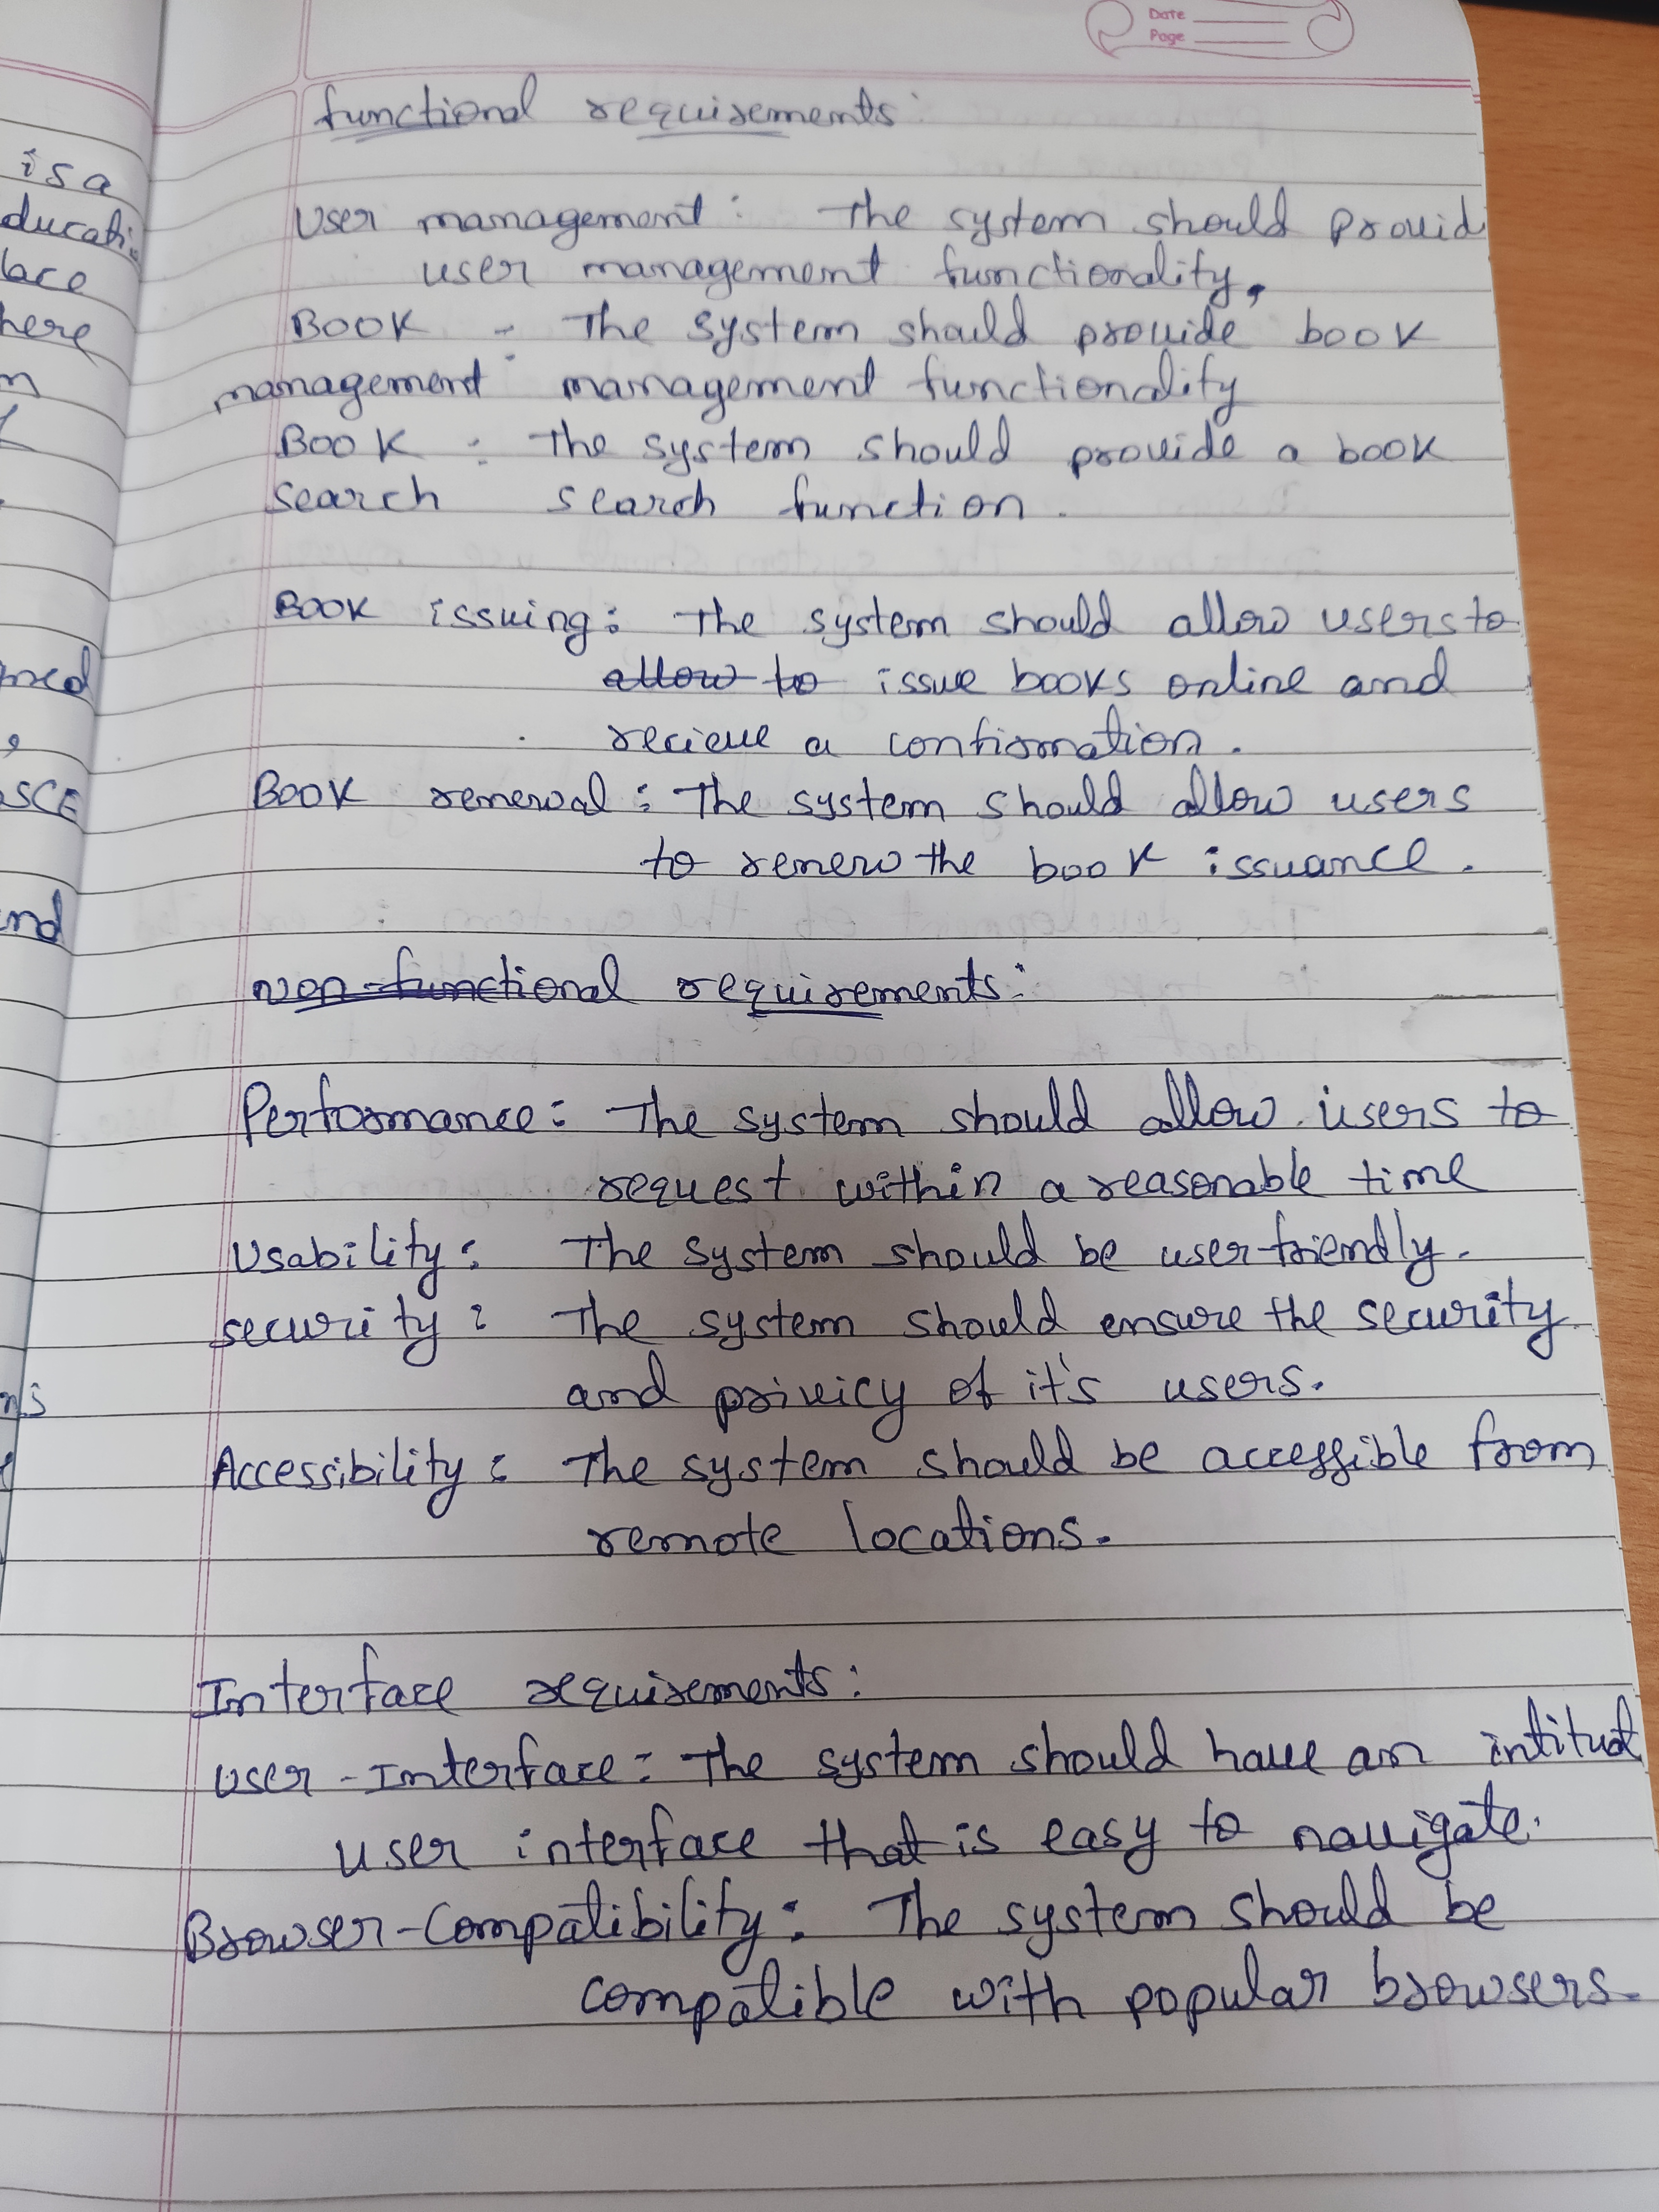 Date
Page
functional requirements:
User management: The system should provid
user management functionality.
Book : The system should provide book
management management functionality
Book : The system should provide a book
search search function.
Book issuing: The system should allow users to
allow to issue books online and
recieve a confirmation.
Book renewal: The system should allow users
to renew the book issuance.
Non-functional requirements:
Performance: The system should allow users to
request within a reasonable time
Usability: The system should be user-friendly.
security: The system should ensure the security
and privicy of it's users.
Accessibility: The system should be accessible from
remote locations.
Interface requirements:
User-Interface: The system should have an
user interface that is easy to navigate.
Browser-Compatibility: The system should be
compatible with popular browsers.
is a
ducati
lace
here
SCE